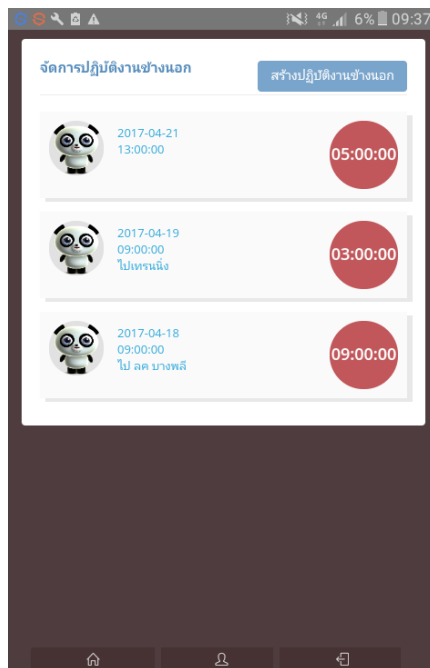 4G 6% 09:37
จัดการปฏิบัติงานข้างนอก
สร้างปฏิบัติงานข้างนอก
2017-04-21
13:00:00
05:00:00
2017-04-19
09:00:00
ไปเทรนนิ่ง
03:00:00
2017-04-18
09:00:00
ไป ลค บางพลี
09:00:00